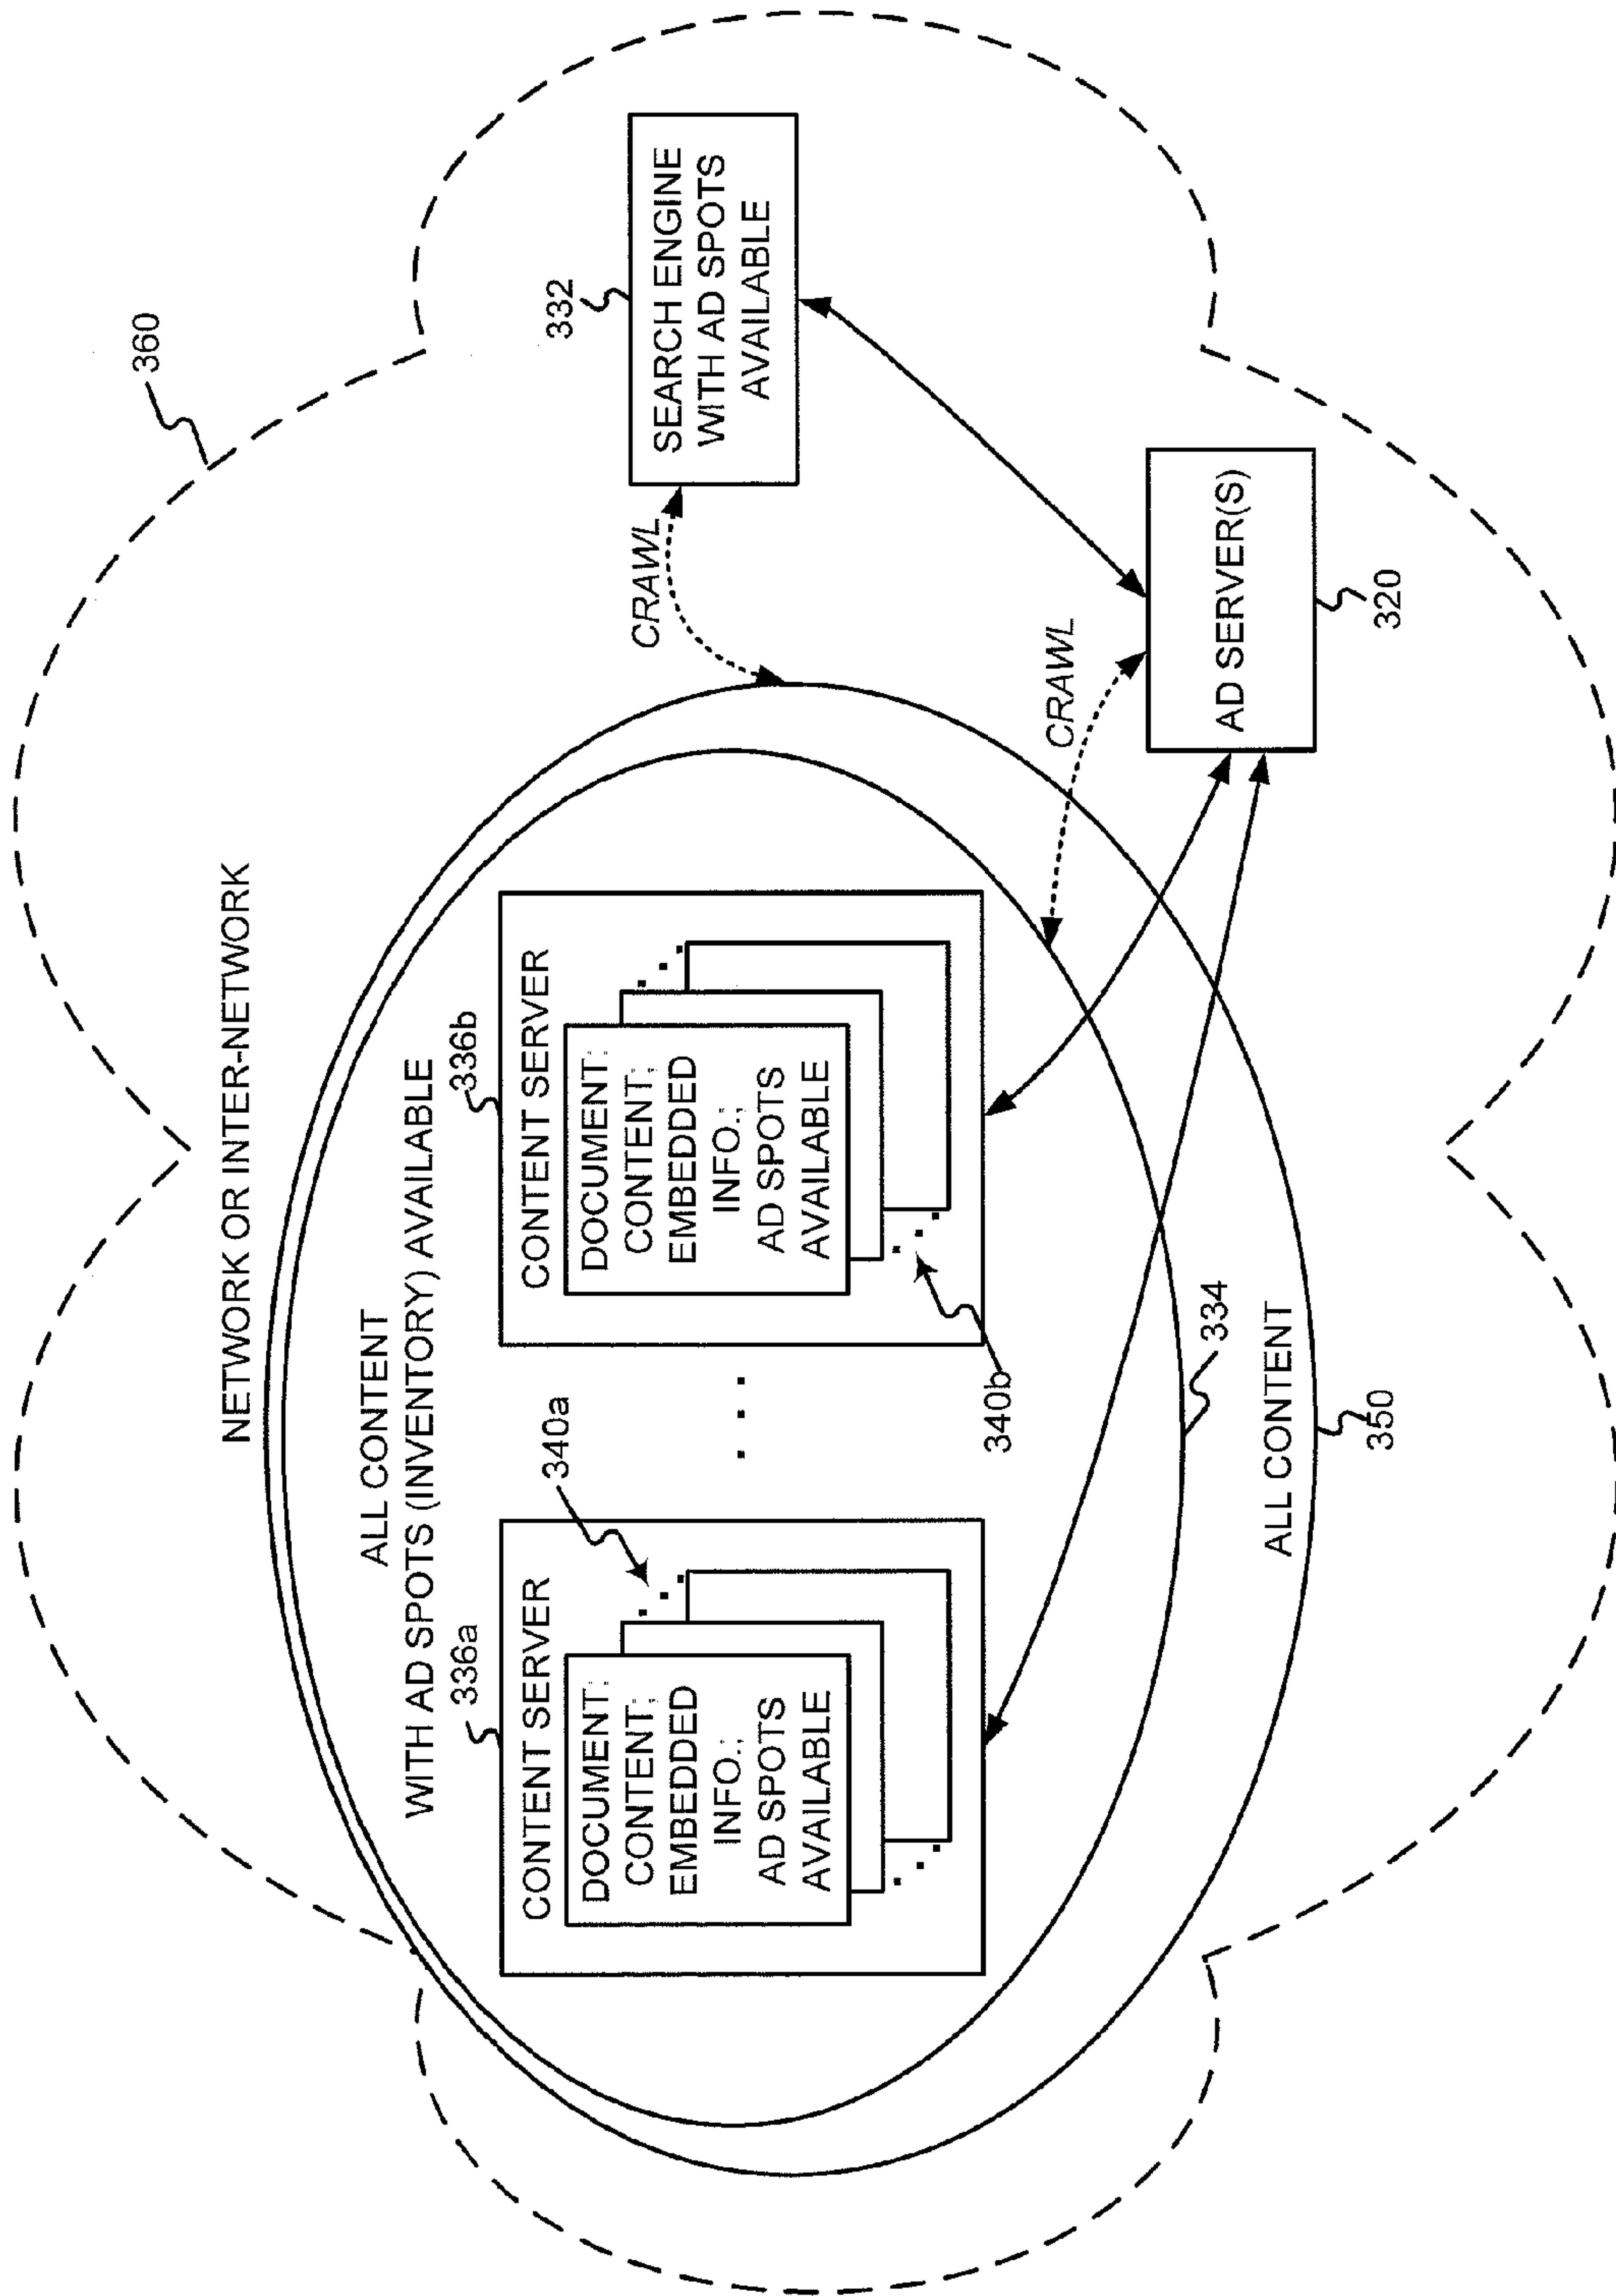 360
NETWORK OR INTER-NETWORK
ALL CONTENT
WITH AD SPOTS (INVENTORY) AVAILABLE
336a
CONTENT SERVER
DOCUMENT:
CONTENT;
EMBEDDED
INFO.;
AD SPOTS
AVAILABLE
340a
. . .
336b
CONTENT SERVER
DOCUMENT:
CONTENT;
EMBEDDED
INFO.;
AD SPOTS
AVAILABLE
340b
332
SEARCH ENGINE
WITH AD SPOTS
AVAILABLE
CRAWL
CRAWL
AD SERVER(S)
320
334
ALL CONTENT
350